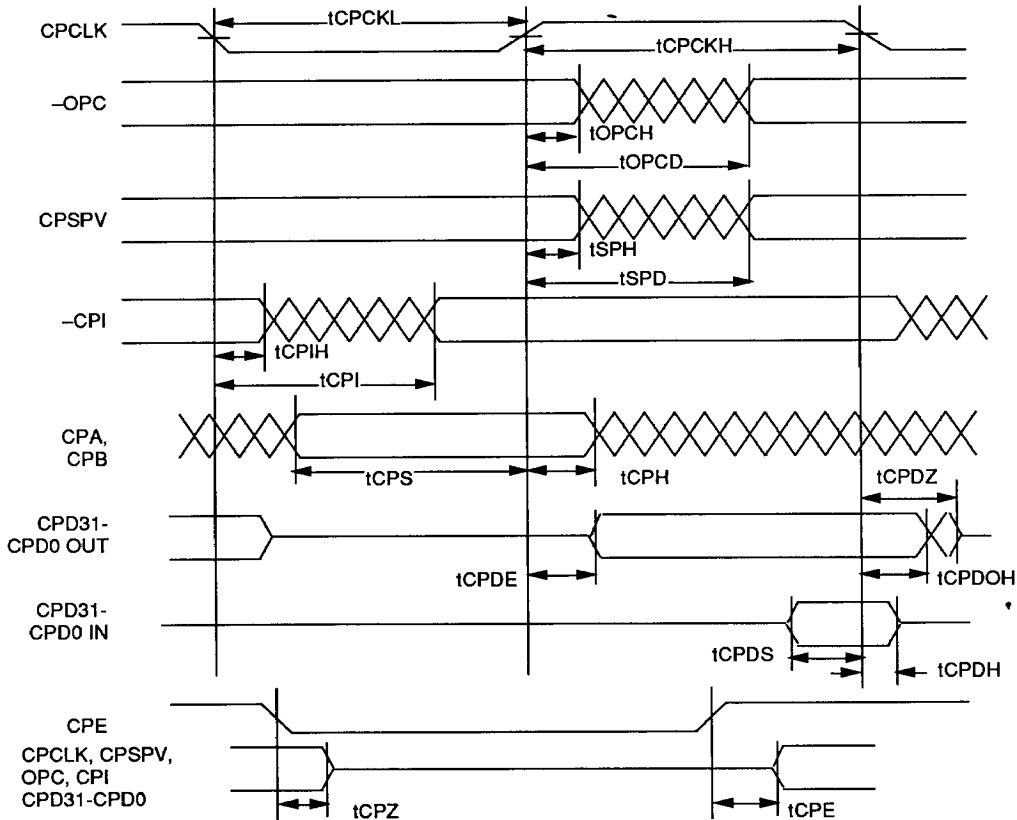 tCPCKL
CPCLK
tCPCKH
–OPC
tOPCH
tOPCD
CPSPV
tSPH
tSPD
–CPI
tCPIH
tCPI
CPA,
CPB
tCPS
tCPH
tCPDZ
CPD31-
CPD0 OUT
tCPDE
tCPDOH
CPD31-
CPD0 IN
tCPDS
tCPDH
CPE
CPCLK, CPSPV,
OPC, CPI
CPD31-CPD0
tCPZ
tCPE